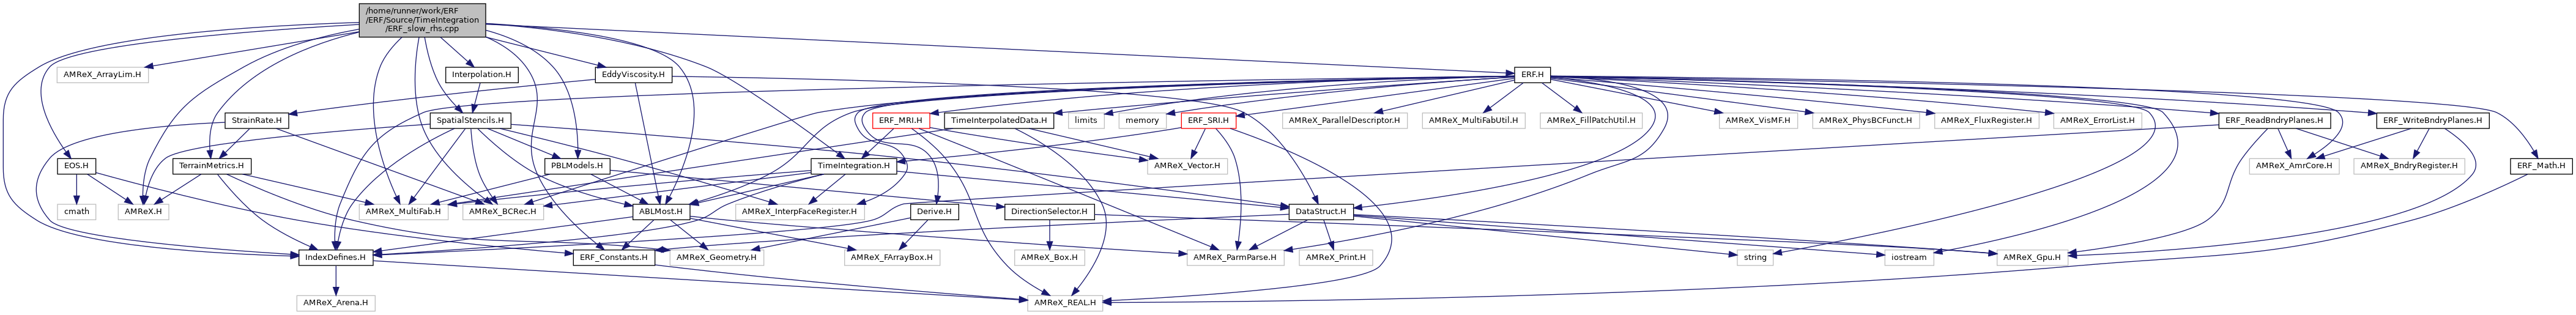 /home/runner/work/ERF
/ERF/Source/TimeIntegration
/ERF_slow_rhs.cpp
AMReX_ArrayLim.H
Interpolation.H
EddyViscosity.H
ERF.H
StrainRate.H
SpatialStencils.H
ERF_MRI.H
TimeInterpolatedData.H
limits
memory
ERF_SRI.H
AMReX_ParallelDescriptor.H
AMReX_MultiFabUtil.H
AMReX_FillPatchUtil.H
AMReX_VisMF.H
AMReX_PhysBCFunct.H
AMReX_FluxRegister.H
AMReX_ErrorList.H
ERF_ReadBndryPlanes.H
ERF_WriteBndryPlanes.H
EOS.H
TerrainMetrics.H
PBLModels.H
TimeIntegration.H
AMReX_Vector.H
AMReX_AmrCore.H
AMReX_BndryRegister.H
ERF_Math.H
cmath
AMReX.H
AMReX_MultiFab.H
AMReX_BCRec.H
ABLMost.H
AMReX_InterpFaceRegister.H
Derive.H
DirectionSelector.H
DataStruct.H
IndexDefines.H
ERF_Constants.H
AMReX_Geometry.H
AMReX_FArrayBox.H
AMReX_Box.H
AMReX_ParmParse.H
AMReX_Print.H
string
iostream
AMReX_Gpu.H
AMReX_Arena.H
AMReX_REAL.H